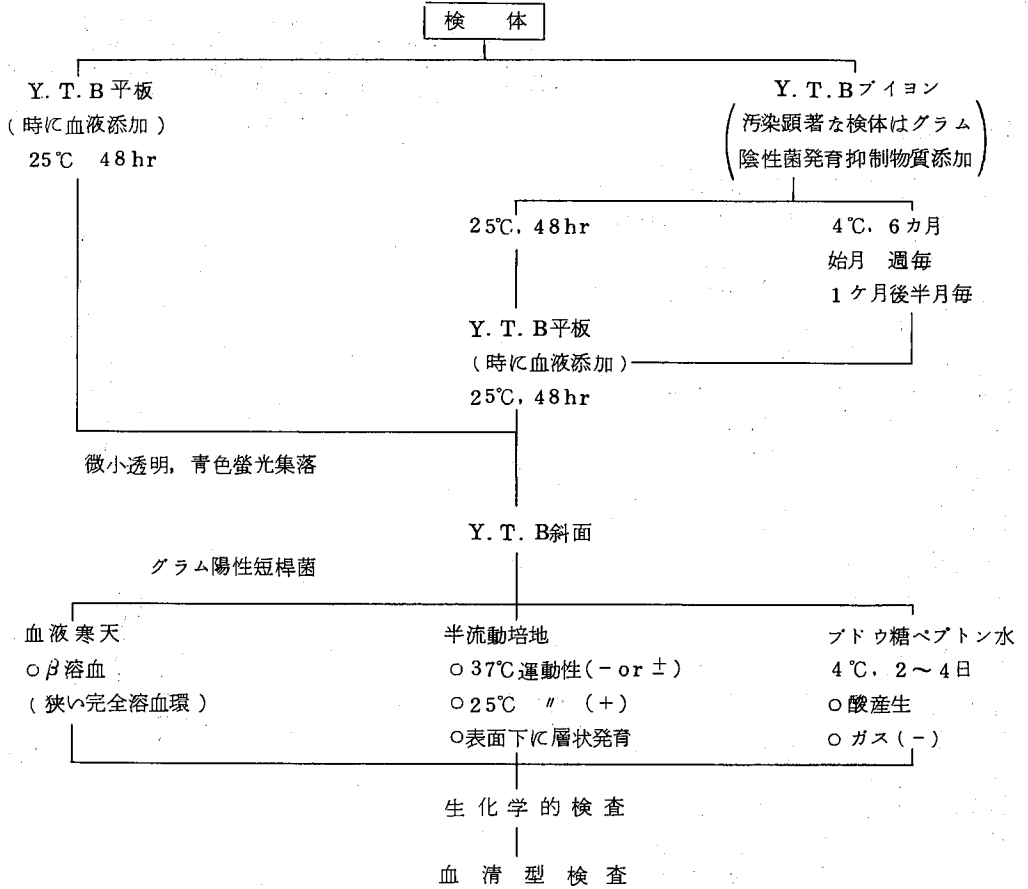 検体
Y.T.B平板
(時に血液添加)
25℃ 48hr
Y.T.Bブイヨン
(汚染顕著な検体はグラム
陰性菌発育抑制物質添加)
25℃, 48hr
4℃, 6カ月
始月 週毎
1ケ月後半月毎
Y.T.B平板
(時に血液添加)
25℃, 48hr
微小透明, 青色螢光集落
Y.T.B斜面
グラム陽性短桿菌
血液寒天
○β溶血
(狭い完全溶血環)
半流動培地
○37℃運動性(-or±)
○25℃ 〃 (+)
○表面下に層状発育
ブドウ糖ペプトン水
4℃, 2～4日
○酸産生
○ガス(-)
生化学的検査
血清型検査